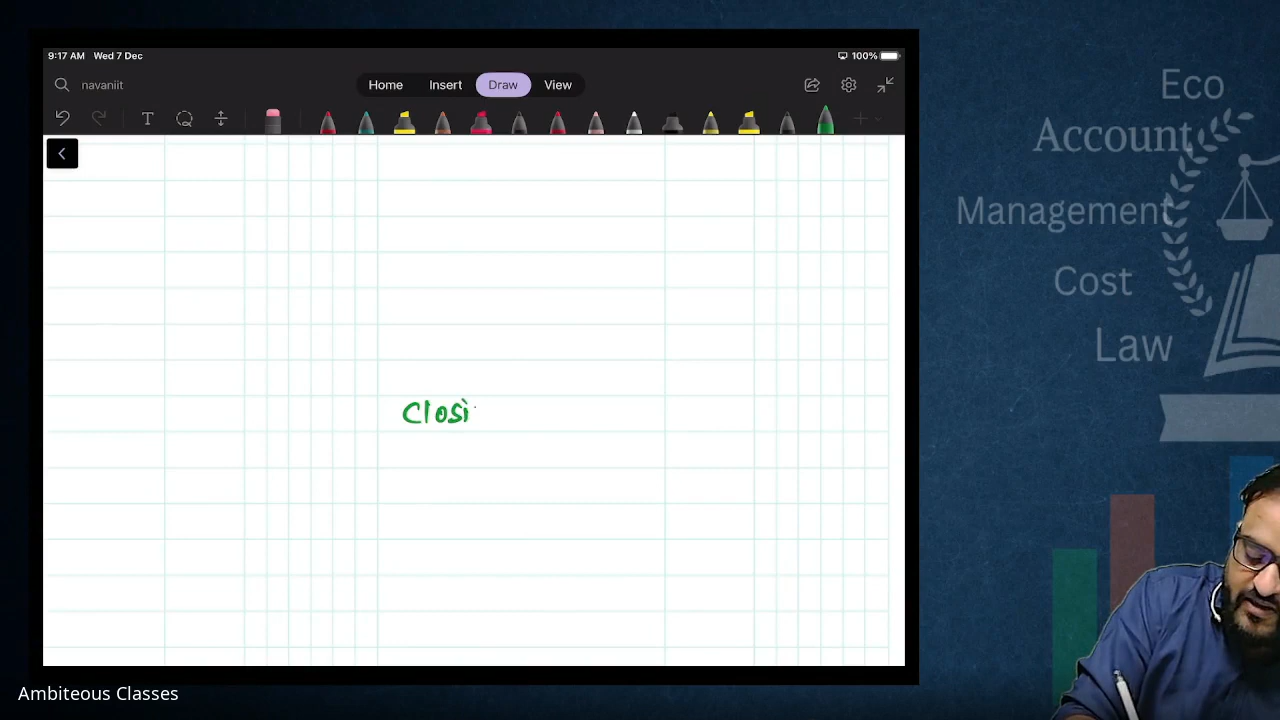 9:17 AM Wed 7 Dec
100%
navaniit
Home Insert Draw View
T
Closi
Eco
Account
Management
Cost
Law
Ambiteous Classes